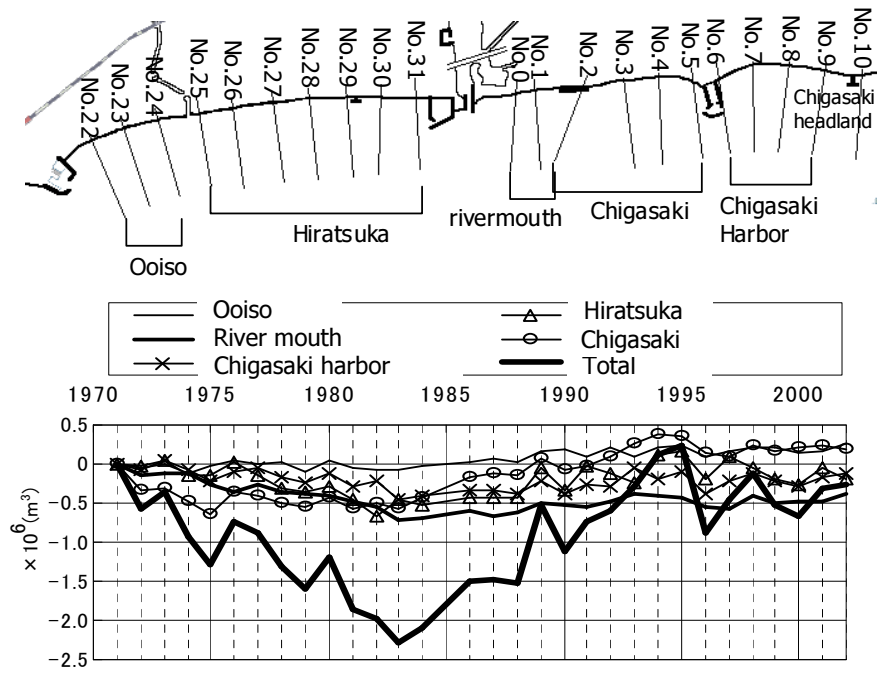 No.22
No.23
No.24
No.25
No.26
No.27
No.28
No.29
No.30
No.31
No.0
No.1
No.2
No.3
No.4
No.5
No.6
No.7
No.8
No.9
No.10
Chigasaki
headland
Ooiso
Hiratsuka
rivermouth
Chigasaki
Chigasaki
Harbor
Ooiso
River mouth
Chigasaki harbor
Hiratsuka
Chigasaki
Total
1970 1975 1980 1985 1990 1995 2000
0.5
0
-0.5
-1.0
-1.5
-2.0
-2.5
×10⁶(m³)